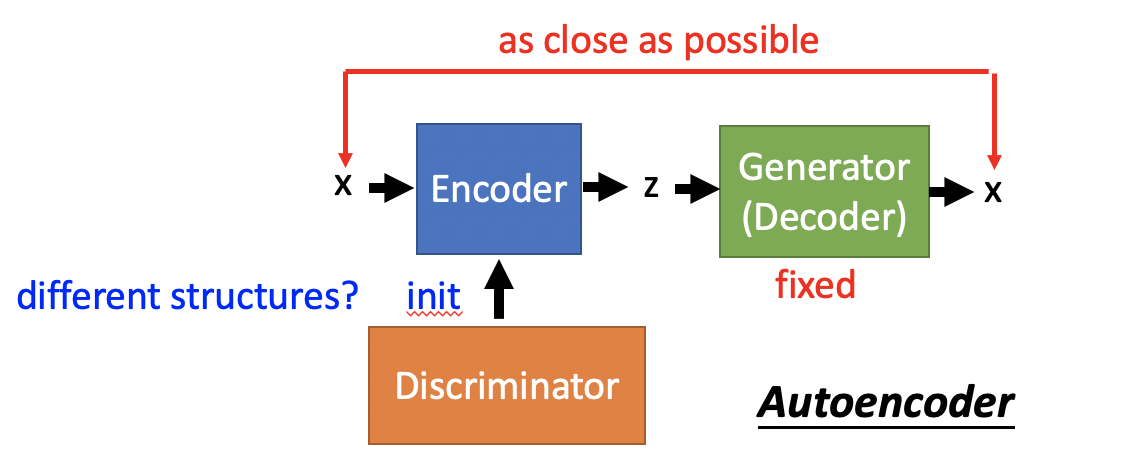 as close as possible
x
Encoder
z
Generator
(Decoder)
x
fixed
different structures?
init
Discriminator
Autoencoder